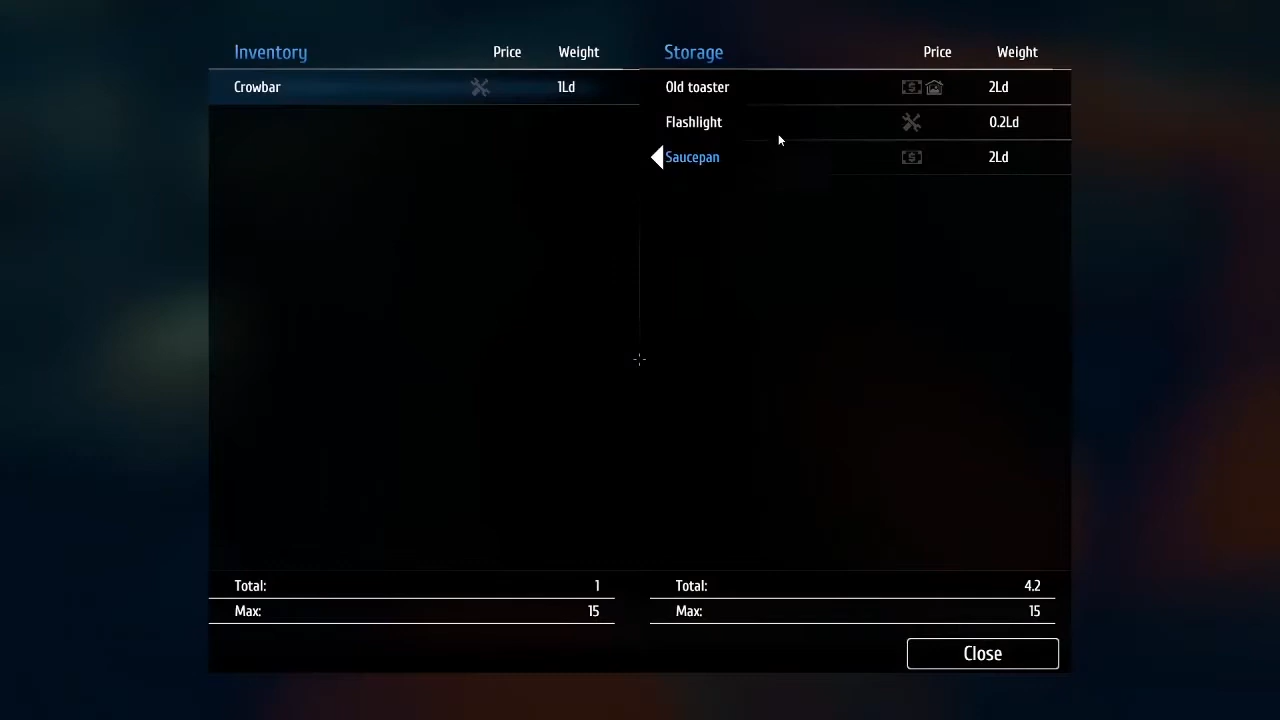 Inventory Price Weight
Crowbar 1Ld
Total: 1
Max: 15
Storage Price Weight
Old toaster 2Ld
Flashlight 0.2Ld
Saucepan 2Ld
Total: 4.2
Max: 15
Close